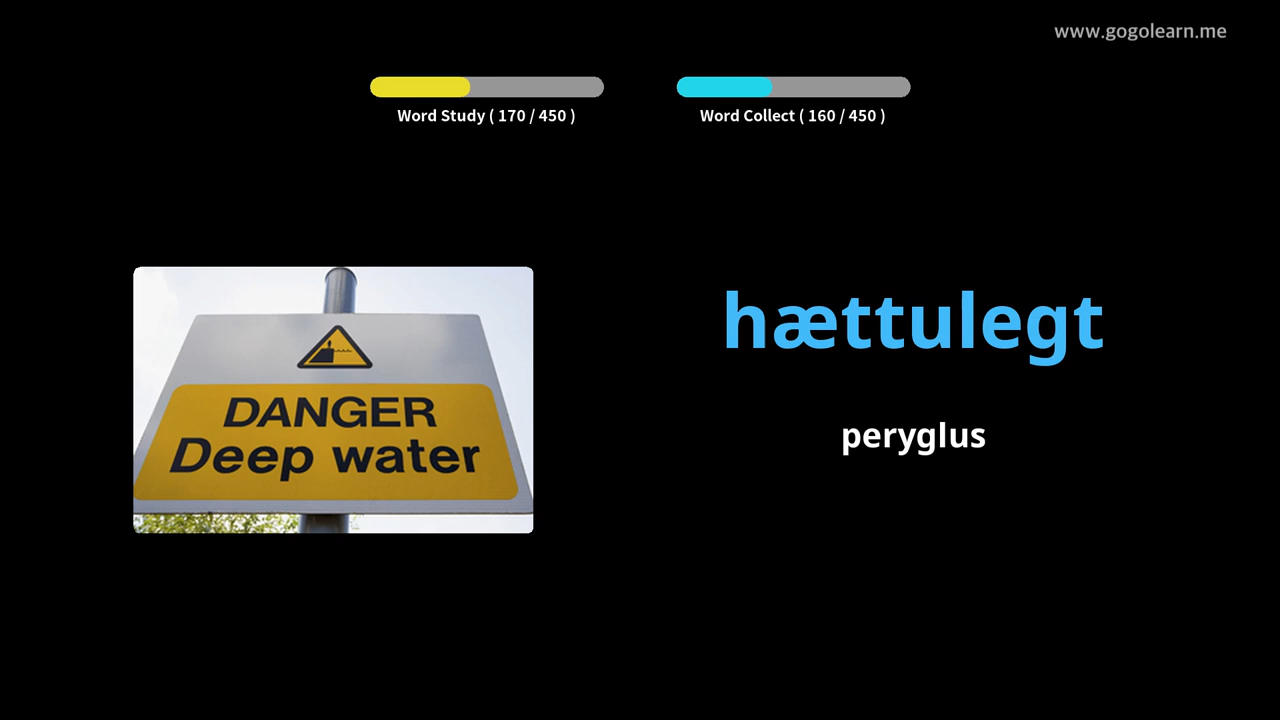 www.gogolearn.me
Word Study ( 170 / 450 )
Word Collect ( 160 / 450 )
DANGER
Deep water
hættulegt
peryglus